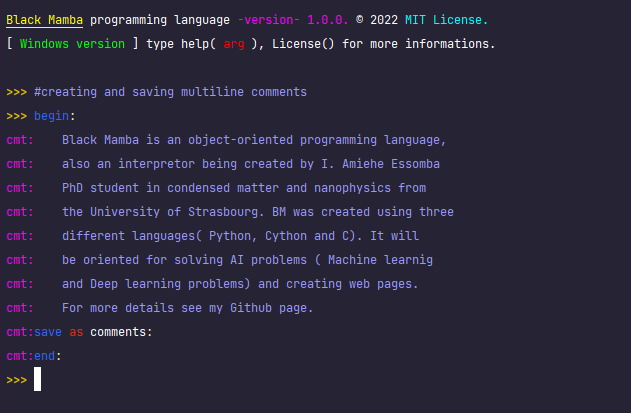 Black Mamba programming language -version- 1.0.0. © 2022 MIT License.
[ Windows version ] type help( arg ), License() for more informations.
>>> #creating and saving multiline comments
>>> begin:
cmt:    Black Mamba is an object-oriented programming language,
cmt:    also an interpretor being created by I. Amiehe Essomba
cmt:    PhD student in condensed matter and nanophysics from
cmt:    the University of Strasbourg. BM was created using three
cmt:    different languages( Python, Cython and C). It will
cmt:    be oriented for solving AI problems ( Machine learnig
cmt:    and Deep learning problems) and creating web pages.
cmt:    For more details see my Github page.
cmt:save as comments:
cmt:end:
>>>